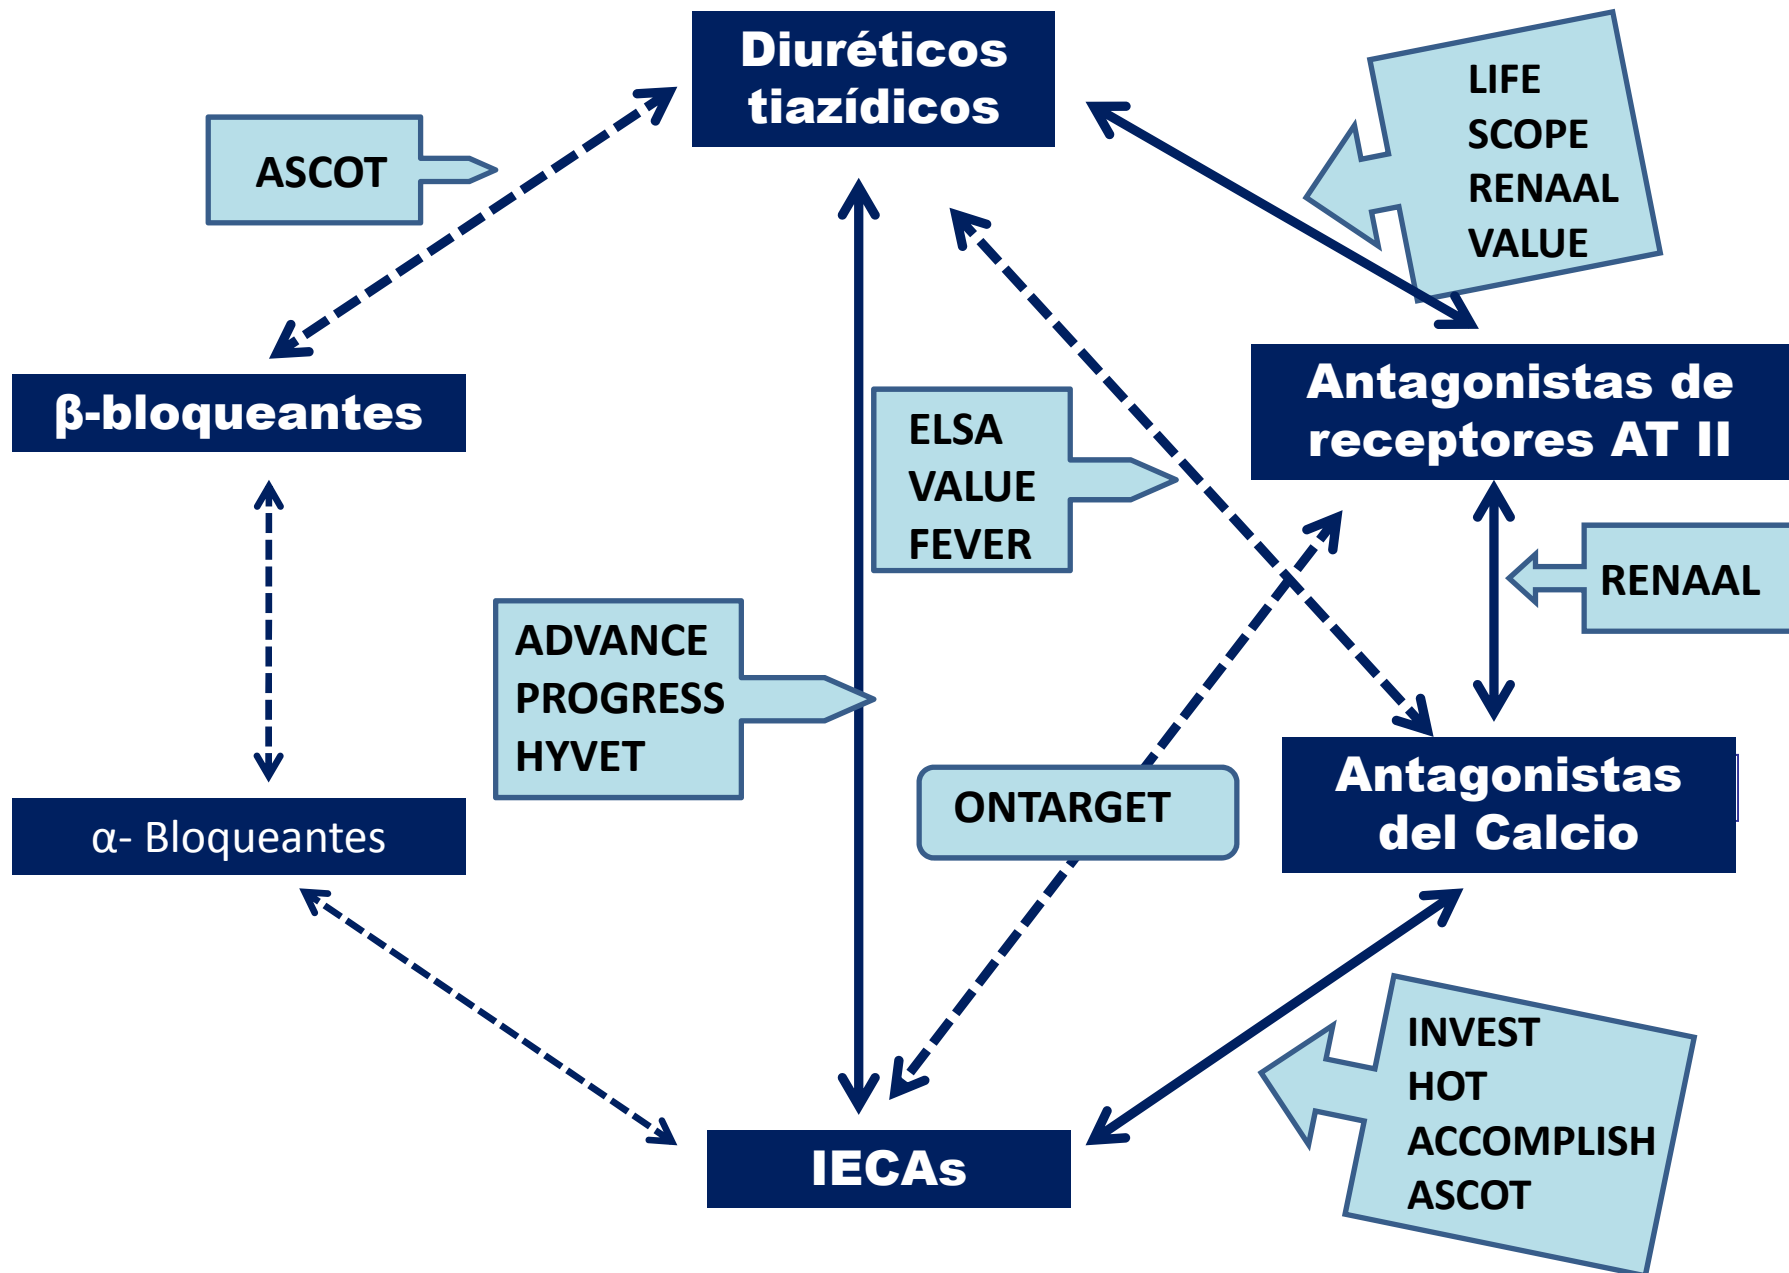 Diuréticos
tiazídicos
LIFE
SCOPE
RENAAL
VALUE
ASCOT
β-bloqueantes
Antagonistas de
receptores AT II
ELSA
VALUE
FEVER
RENAAL
ADVANCE
PROGRESS
HYVET
ONTARGET
Antagonistas
del Calcio
α- Bloqueantes
INVEST
HOT
ACCOMPLISH
ASCOT
IECAs